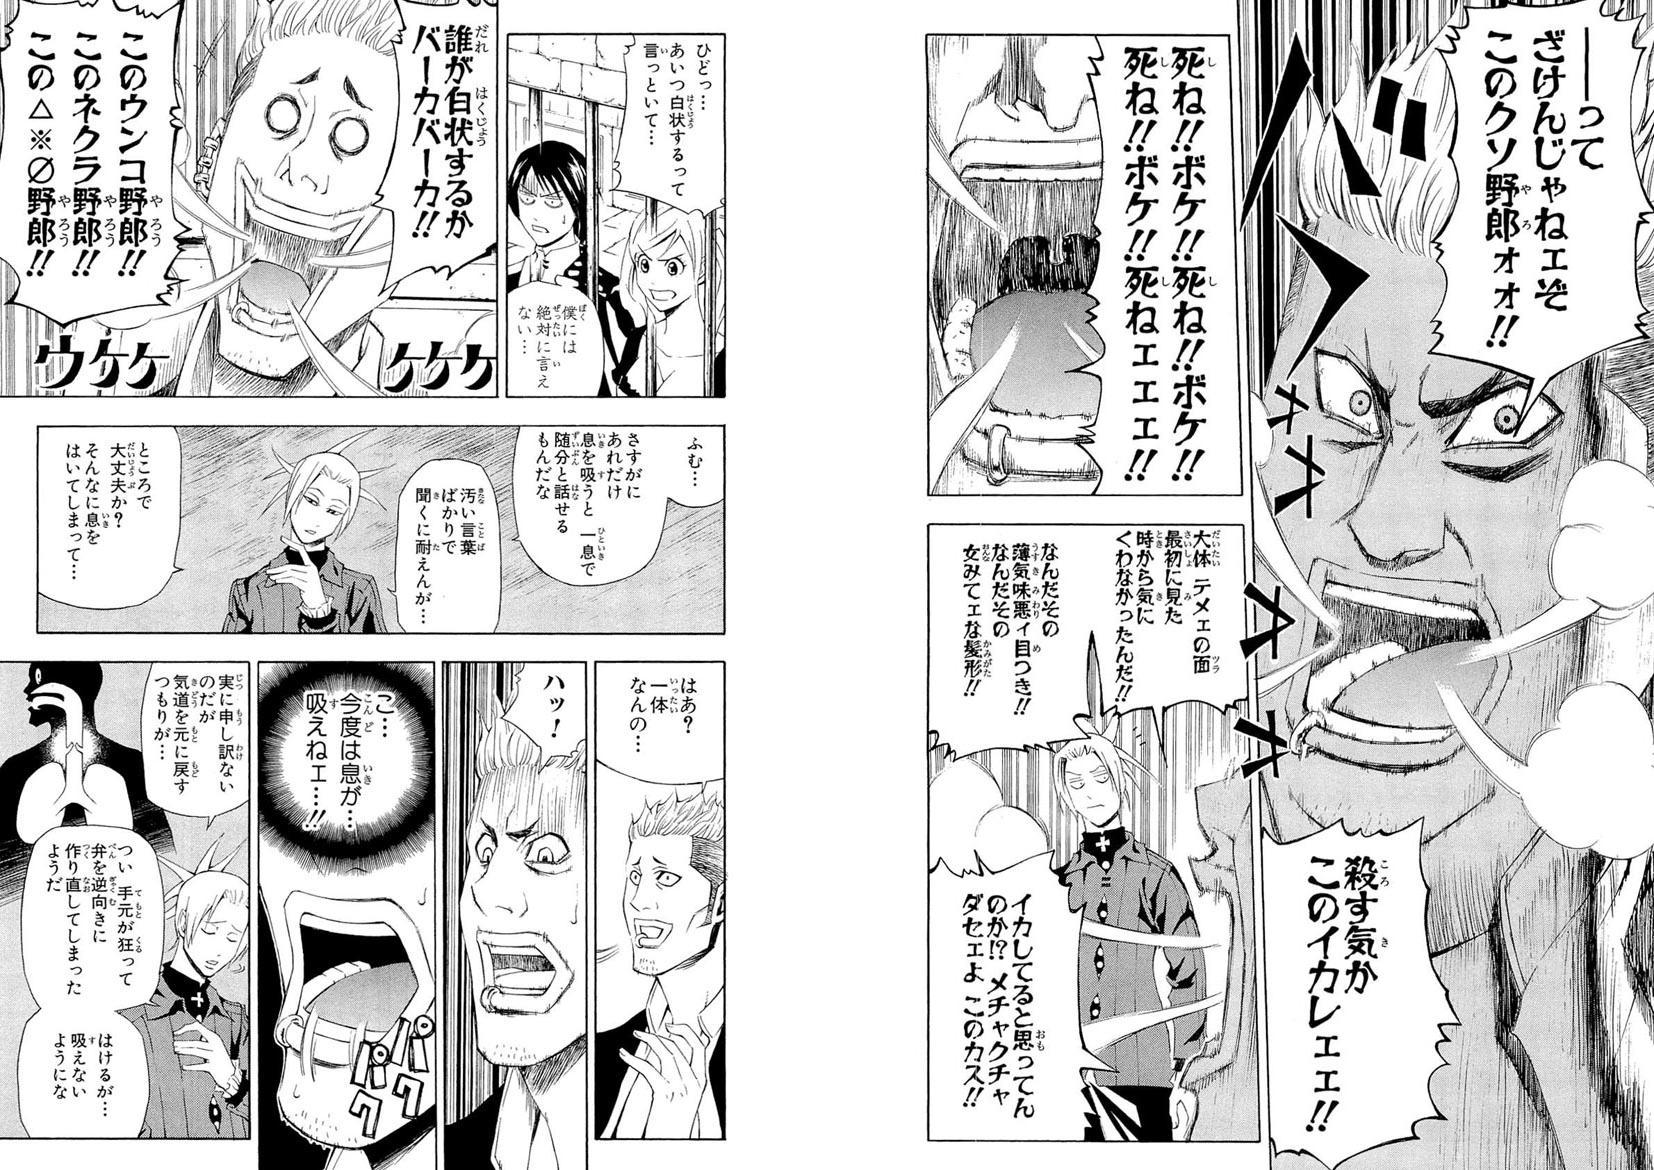 ーーって
ざけんじゃねェぞ
このクソ野郎ォォ!!
バッ
ハァ
ハァ
殺す気か
このイカレェェ!!
死ね!!ボケ!!死ね!!ボケ!!
死ね!!ボケ!!死ねェェェ!!
大体 テメェの面
最初に見た
時から気に
くわなかったんだ!!
なんだその
薄気味悪ィ目つき!!
なんだその
女みてェな髪形!!
イカしてると思ってん
のか!?メチャクチャ
ダセェよ このカス!!
ひどっ…
あいつ白状するって
言っといて…
僕には
絶対に言え
ない…
誰が白状するか
バーカバーカ!!
このウンコ野郎!!
このネクラ野郎!!
この△※∅野郎!!
ケケケ
ウケケ
ふむ…
さすがに
あれだけ
息を吸うと 一息で
随分と話せる
もんだな
汚い言葉
ばかりで
聞くに耐えんが…
ところで
大丈夫か?
そんなに息を
はいてしまって…
はあ?
一体
なんの…
ハッ!
こ…
今度は息が…
吸えねェ…!!
パクパク
実に申し訳ない
のだが
気道を元に戻す
つもりが…
つい 手元が狂って
弁を逆向きに
作り直してしまった
ようだ
はけるが…
吸えない
ようにな